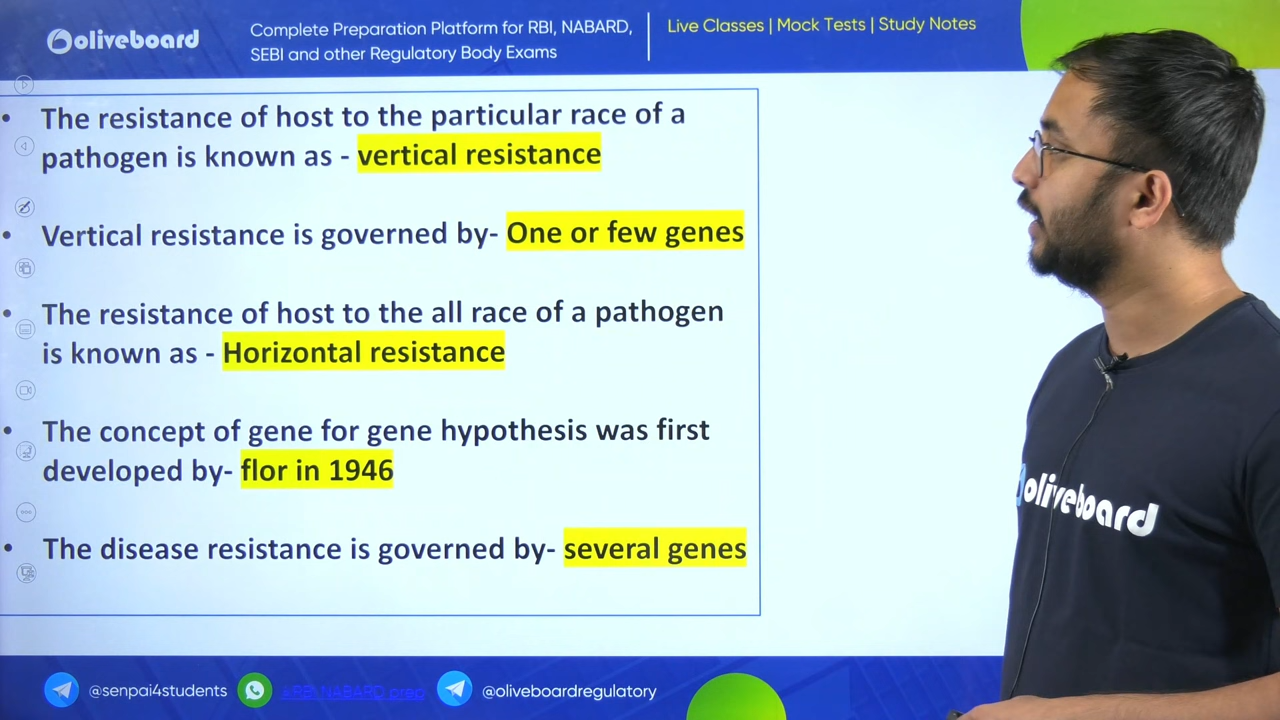 oliveboard
Complete Preparation Platform for RBI, NABARD,
SEBI and other Regulatory Body Exams
Live Classes | Mock Tests | Study Notes
• The resistance of host to the particular race of a
pathogen is known as - vertical resistance
• Vertical resistance is governed by- One or few genes
• The resistance of host to the all race of a pathogen
is known as - Horizontal resistance
• The concept of gene for gene hypothesis was first
developed by- flor in 1946
• The disease resistance is governed by- several genes
oliveboard
@senpai4students
RBI NABARD prep
@oliveboardregulatory